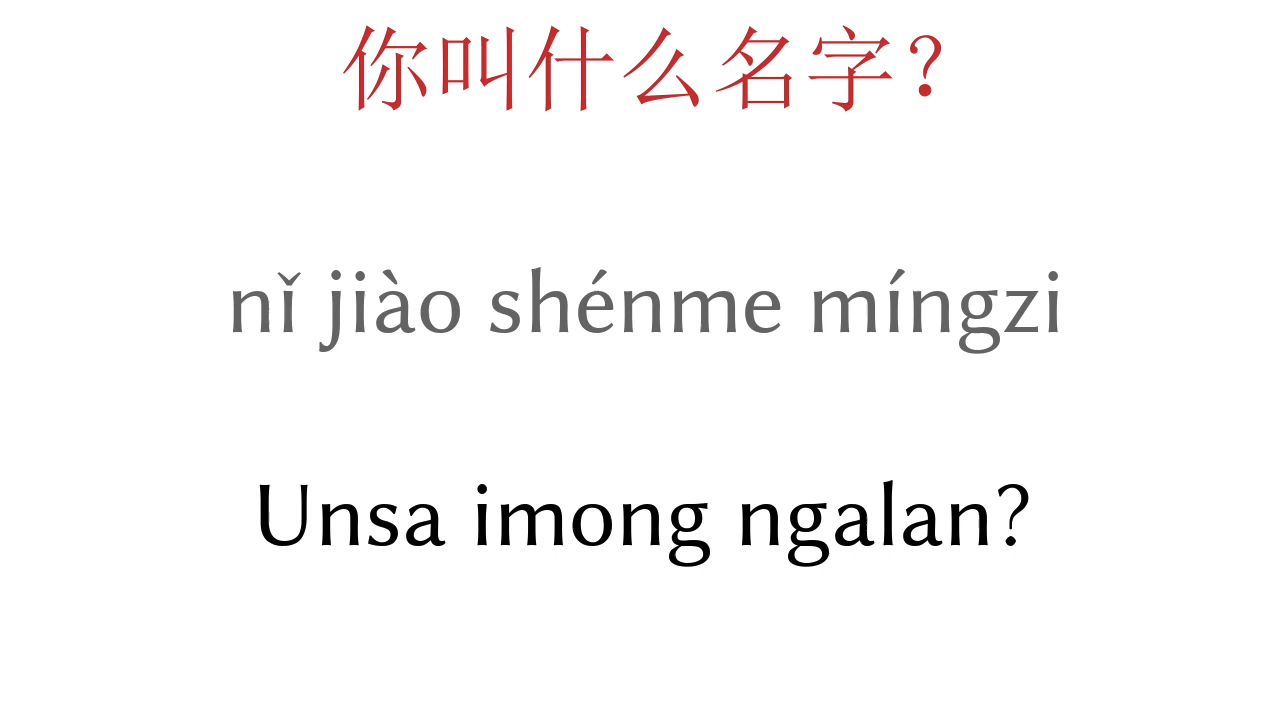 你叫什么名字？
nǐ jiào shénme míngzi
Unsa imong ngalan?